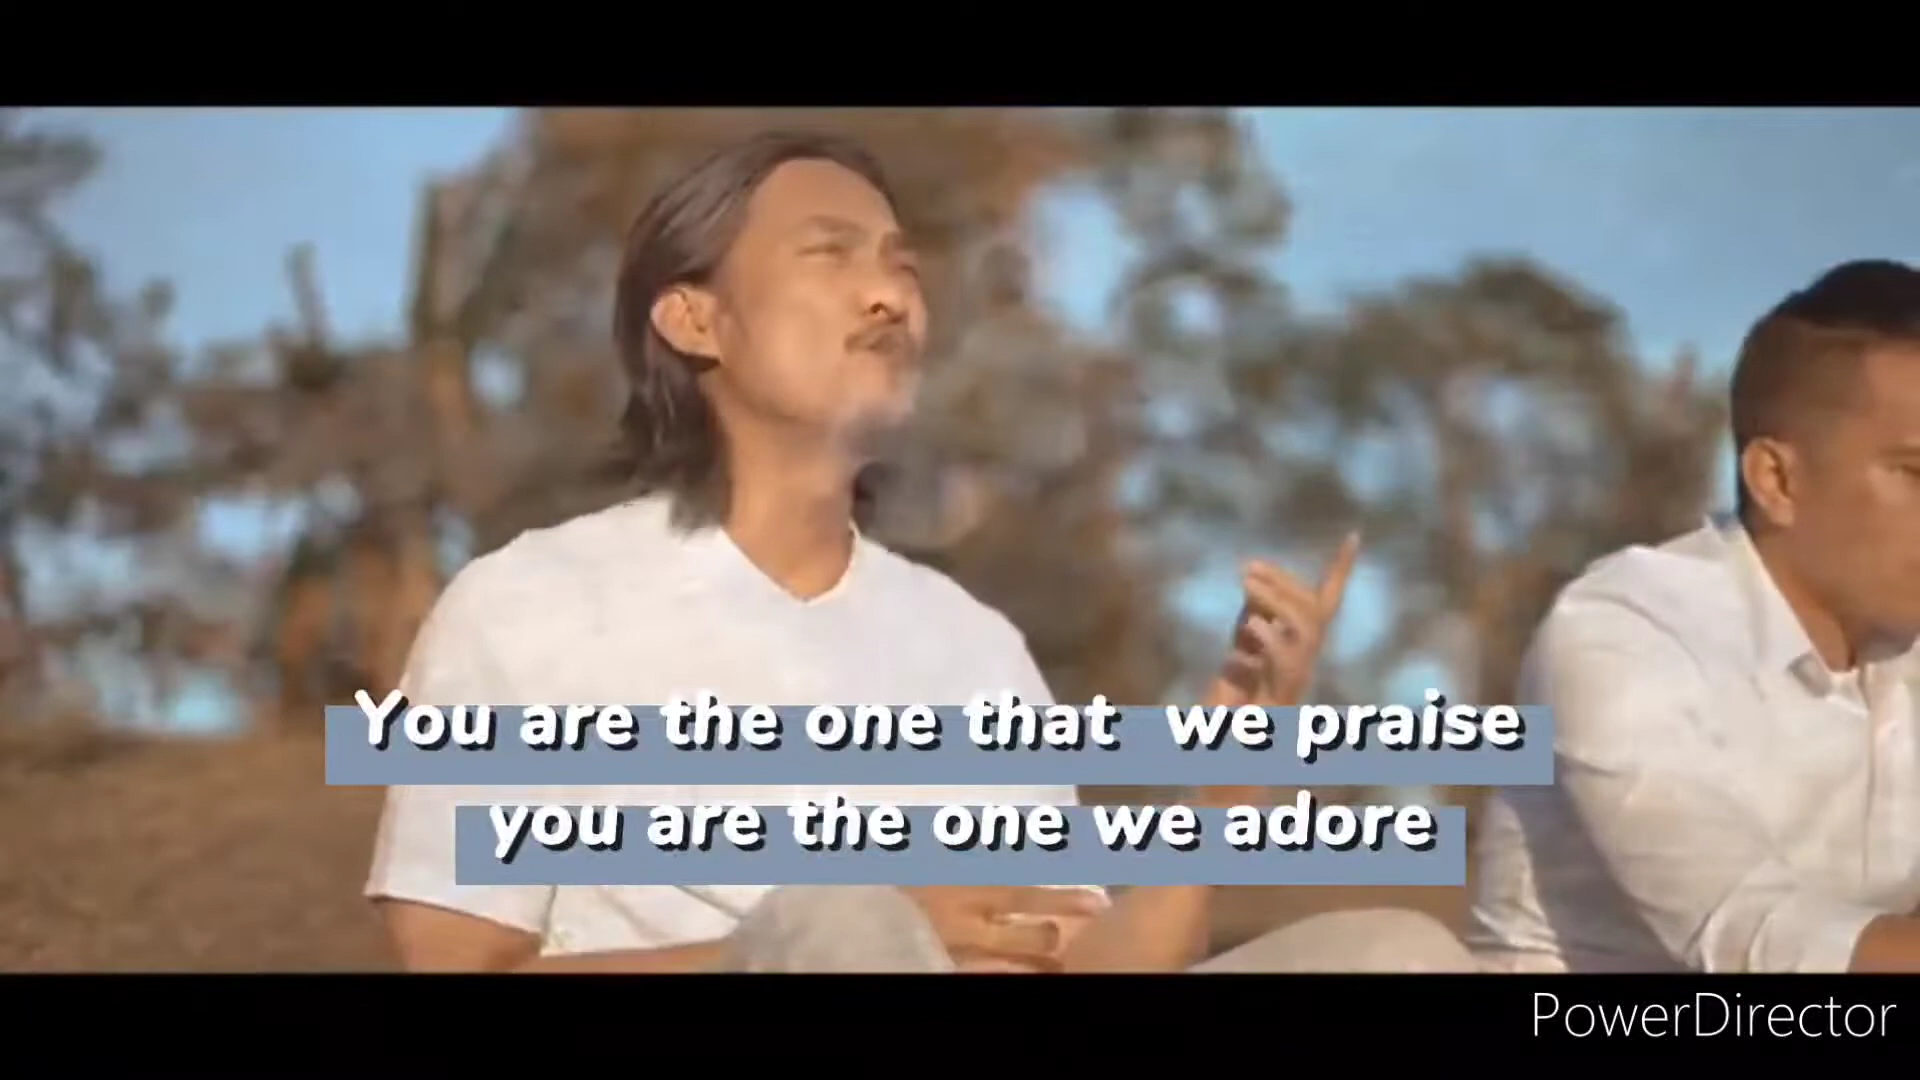 You are the one that  we praise
you are the one we adore
PowerDirector